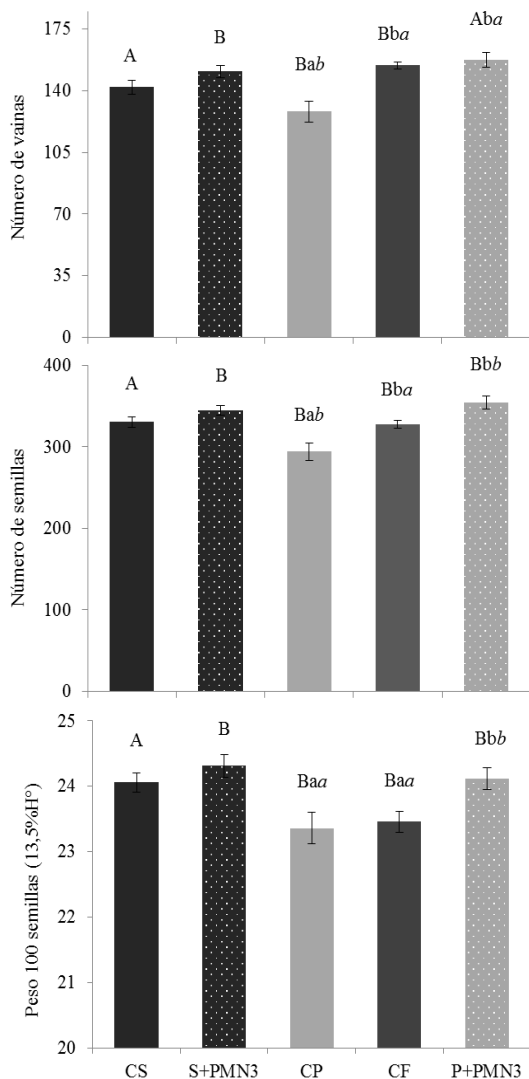 Número de vainas
175
140
105
70
35
0
A
B
Bab
Bba
Aba
Número de semillas
400
300
200
100
0
A
B
Bab
Bba
Bbb
Peso 100 semillas (13,5%H°)
25
24
23
22
21
20
A
B
Baa
Baa
Bbb
CS S+PMN3 CP CF P+PMN3